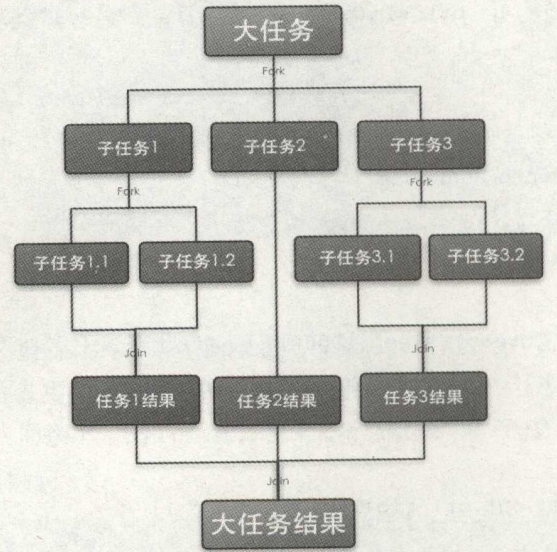 大任务
Fork
子任务1
子任务2
子任务3
Fork
Fork
子任务1.1
子任务1.2
子任务3.1
子任务3.2
Join
Join
任务1结果
任务2结果
任务3结果
Join
大任务结果